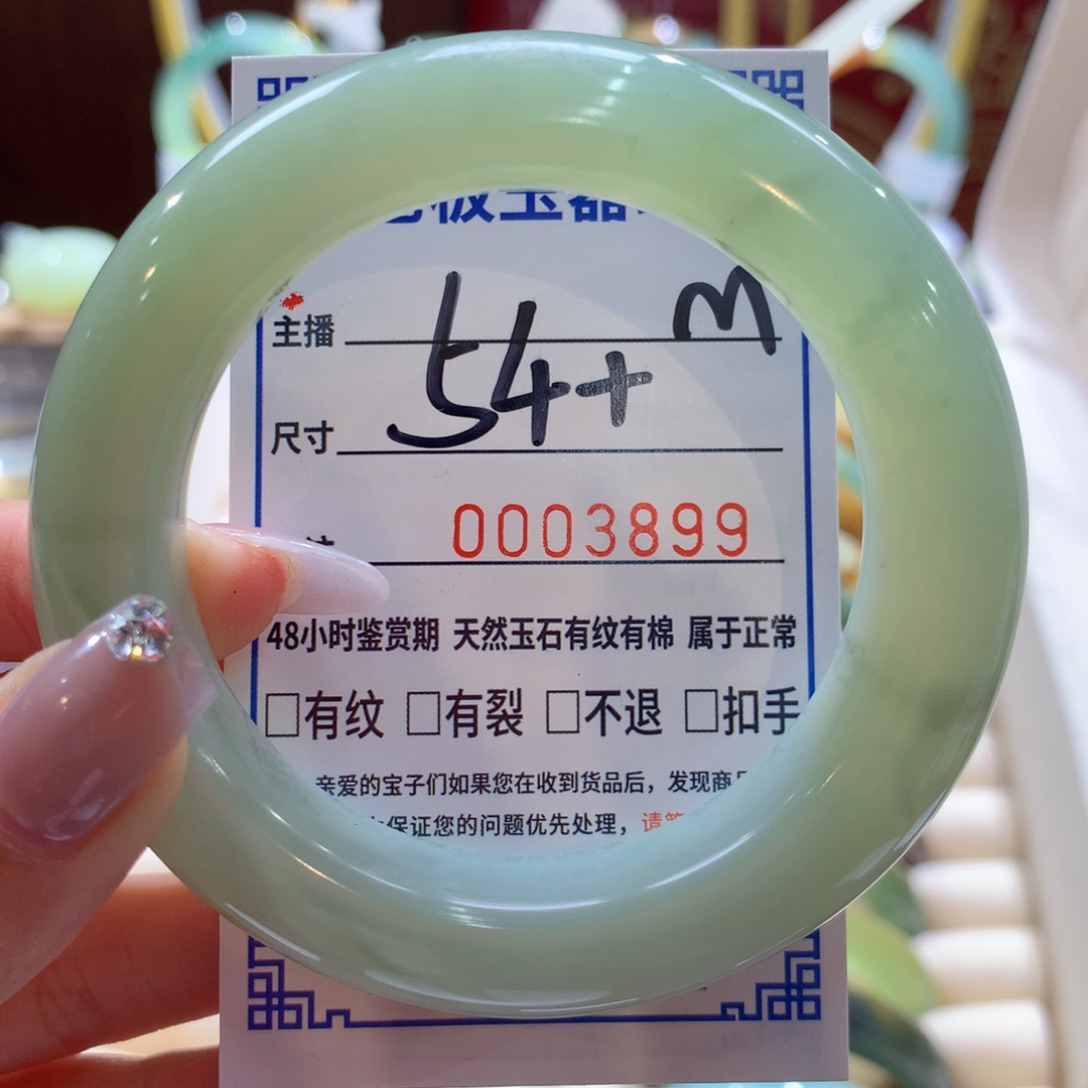 板玉器
主播 M
尺寸 54+
0003899
48小时鉴赏期 天然玉石有纹有棉 属于正常
□有纹 □有裂 □不退 □扣手
亲爱的宝子们如果您在收到货品后，发现商
保证您的问题优先处理，请